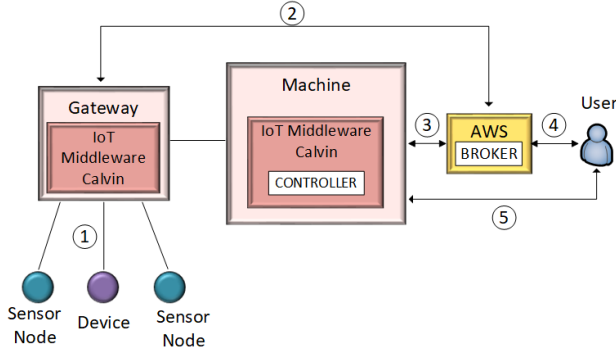 2
Machine
Gateway
IoT
Middleware
Calvin
IoT Middleware
Calvin
CONTROLLER
3
AWS
BROKER
4
User
5
1
Sensor
Node
Device
Sensor
Node